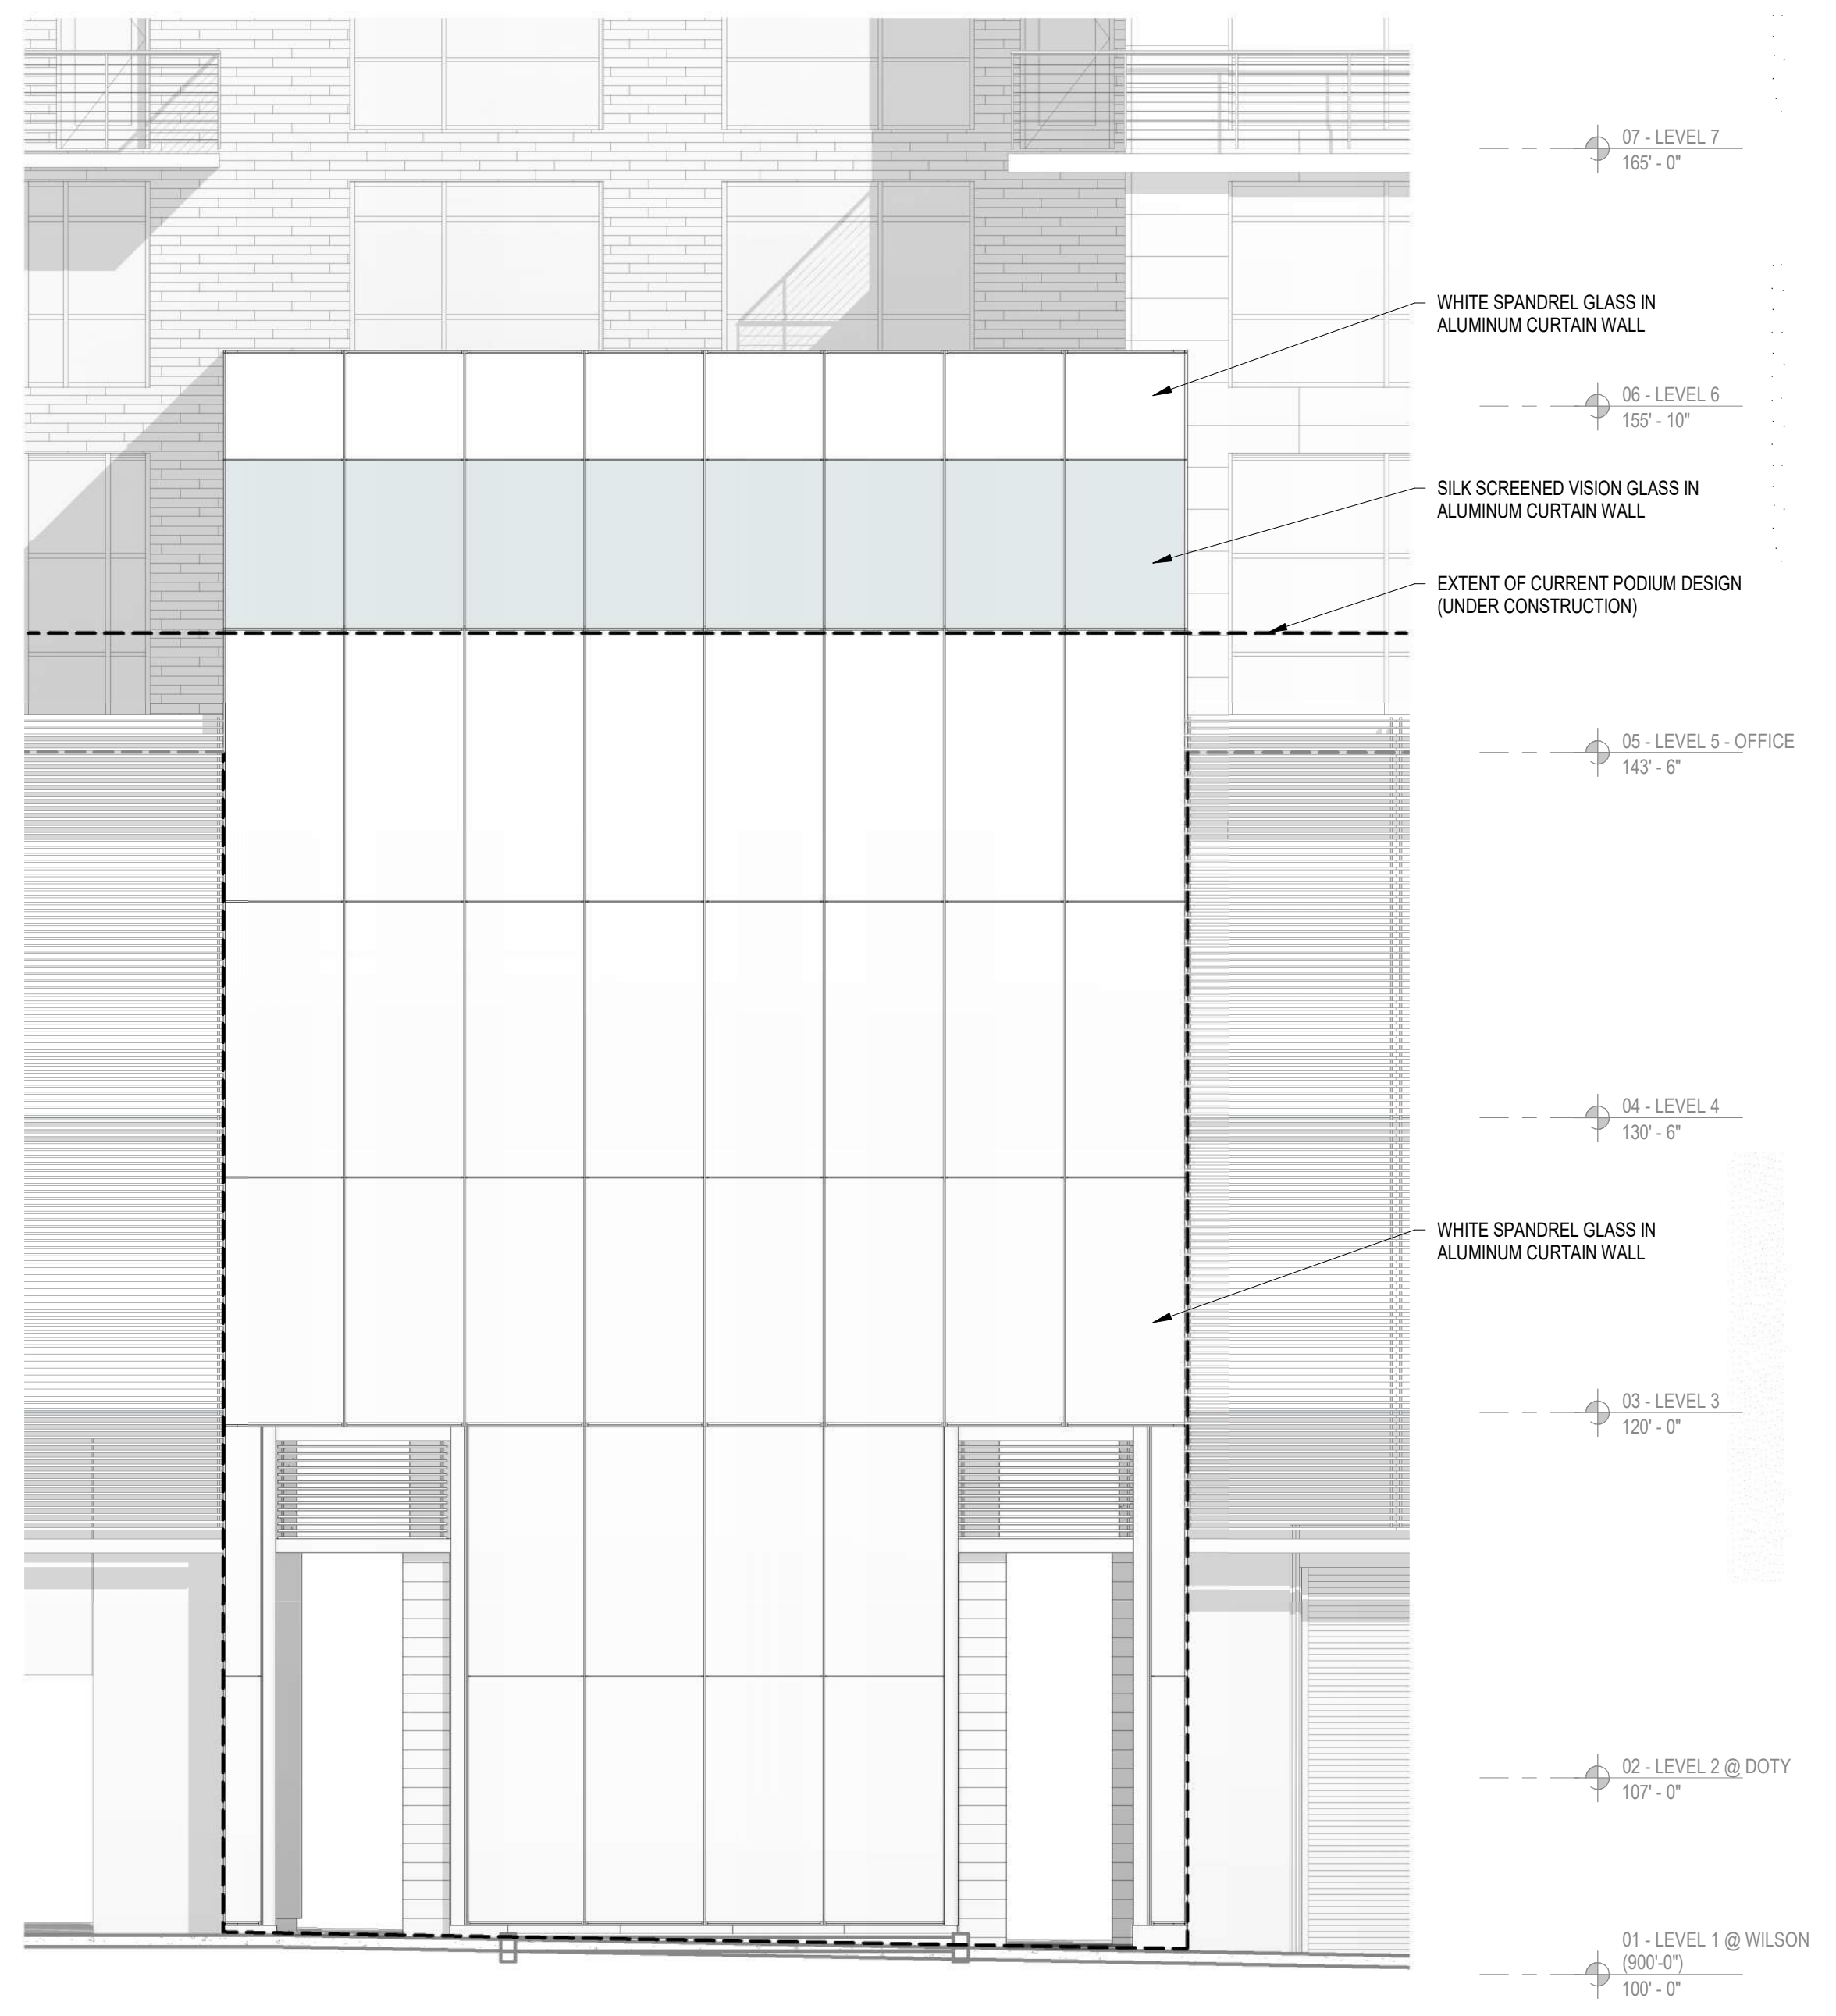 07 - LEVEL 7
165' - 0"
WHITE SPANDREL GLASS IN
ALUMINUM CURTAIN WALL
06 - LEVEL 6
155' - 10"
SILK SCREENED VISION GLASS IN
ALUMINUM CURTAIN WALL
EXTENT OF CURRENT PODIUM DESIGN
(UNDER CONSTRUCTION)
05 - LEVEL 5 - OFFICE
143' - 6"
04 - LEVEL 4
130' - 6"
WHITE SPANDREL GLASS IN
ALUMINUM CURTAIN WALL
03 - LEVEL 3
120' - 0"
02 - LEVEL 2 @ DOTY
107' - 0"
01 - LEVEL 1 @ WILSON
(900'-0")
100' - 0"